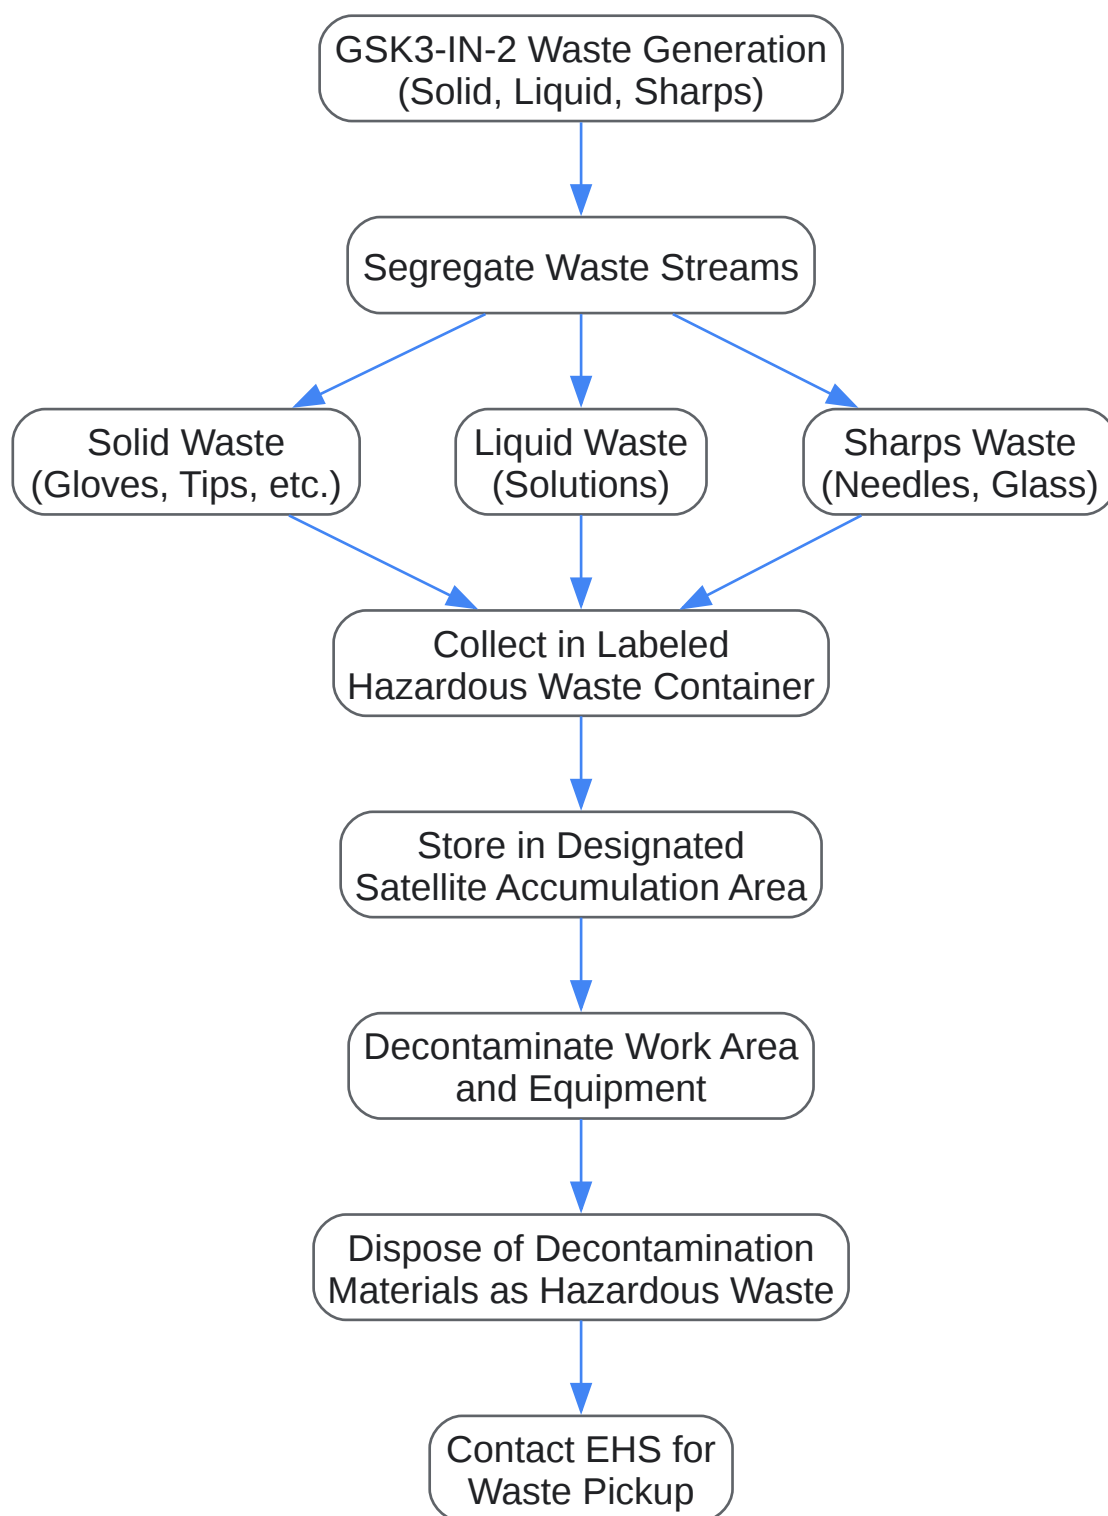 GSK3-IN-2 Waste Generation
(Solid, Liquid, Sharps)
Segregate Waste Streams
Solid Waste
(Gloves, Tips, etc.)
Liquid Waste
(Solutions)
Sharps Waste
(Needles, Glass)
Collect in Labeled
Hazardous Waste Container
Store in Designated
Satellite Accumulation Area
Decontaminate Work Area
and Equipment
Dispose of Decontamination
Materials as Hazardous Waste
Contact EHS for
Waste Pickup